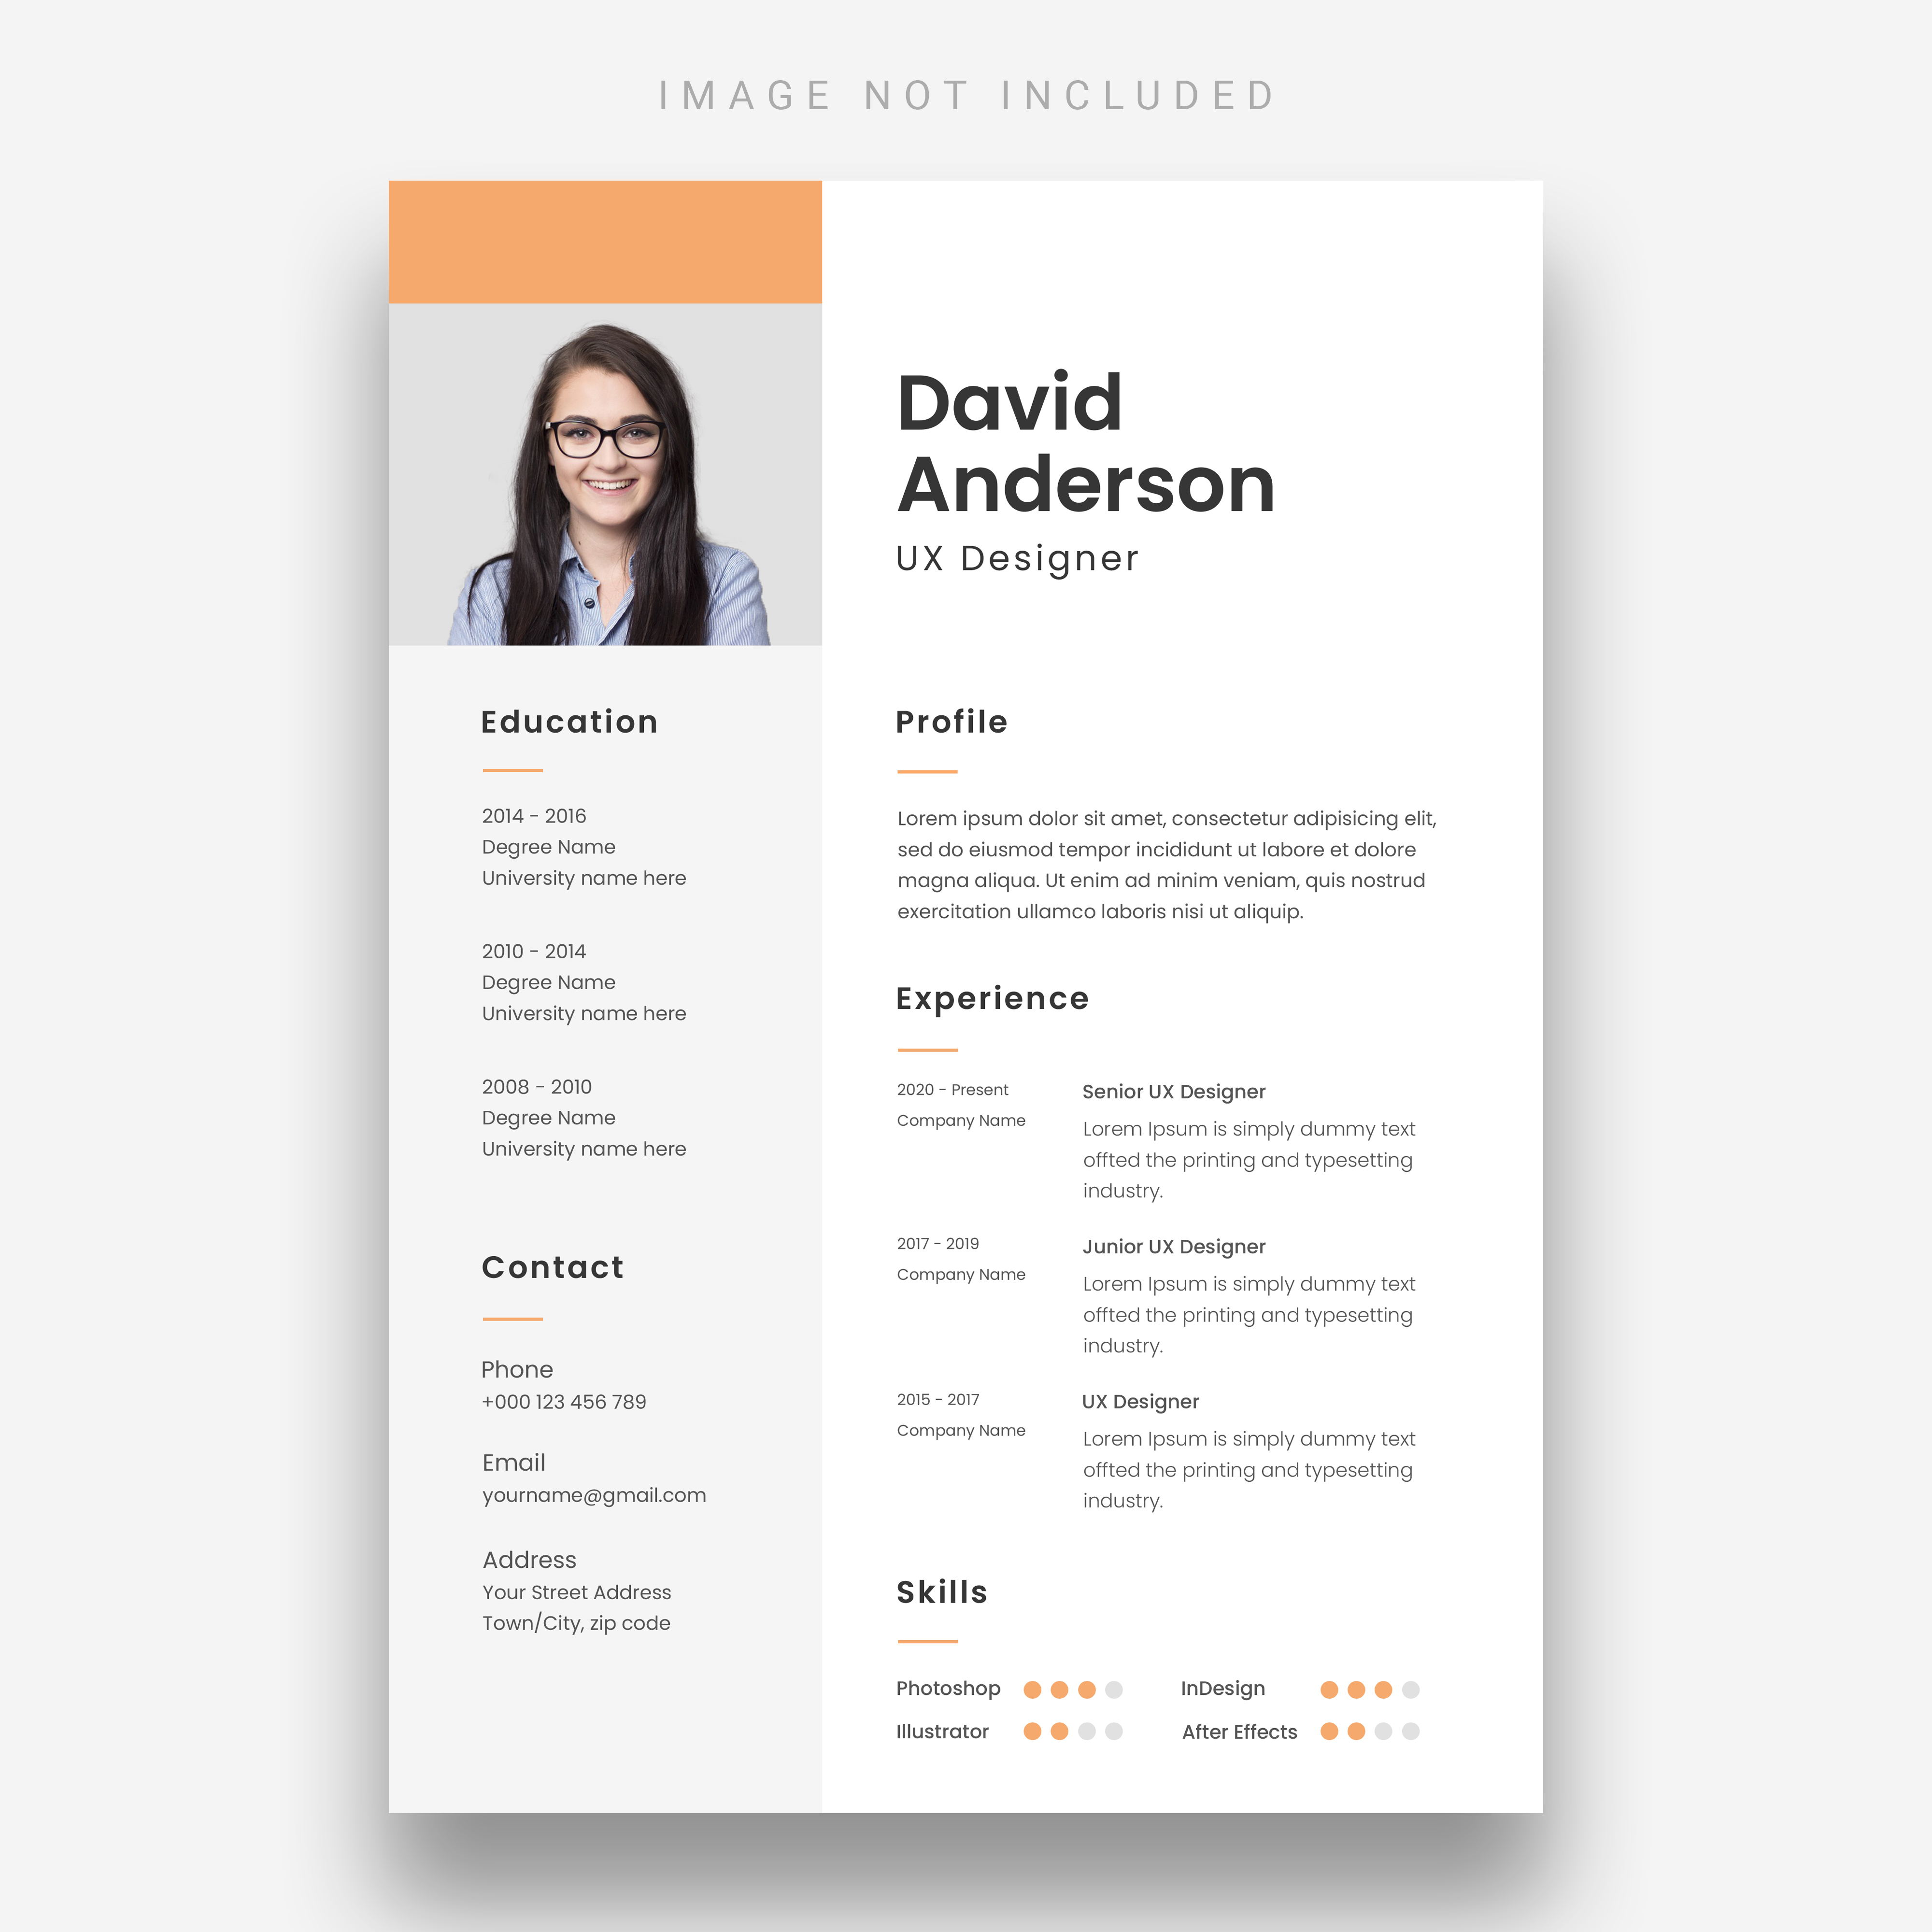 IMAGE NOT INCLUDED
David
Anderson
UX Designer
Education
2014 - 2016
Degree Name
University name here
2010 - 2014
Degree Name
University name here
2008 - 2010
Degree Name
University name here
Contact
Phone
+000 123 456 789
Email
yourname@gmail.com
Address
Your Street Address
Town/City, zip code
Profile
Lorem ipsum dolor sit amet, consectetur adipisicing elit,
sed do eiusmod tempor incididunt ut labore et dolore
magna aliqua. Ut enim ad minim veniam, quis nostrud
exercitation ullamco laboris nisi ut aliquip.
Experience
2020 - Present
Company Name
Senior UX Designer
Lorem Ipsum is simply dummy text
offted the printing and typesetting
industry.
2017 - 2019
Company Name
Junior UX Designer
Lorem Ipsum is simply dummy text
offted the printing and typesetting
industry.
2015 - 2017
Company Name
UX Designer
Lorem Ipsum is simply dummy text
offted the printing and typesetting
industry.
Skills
Photoshop
InDesign
Illustrator
After Effects